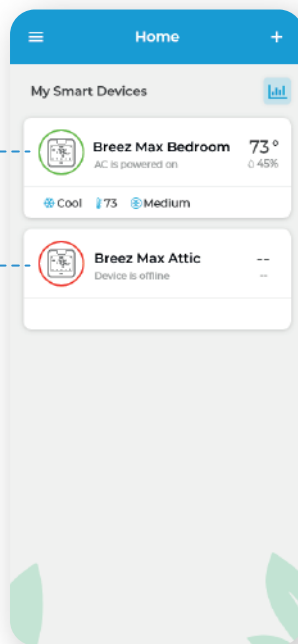 Home
My Smart Devices
Breez Max Bedroom 73°
AC is powered on 45%
Cool 73 Medium
Breez Max Attic --
Device is offline --